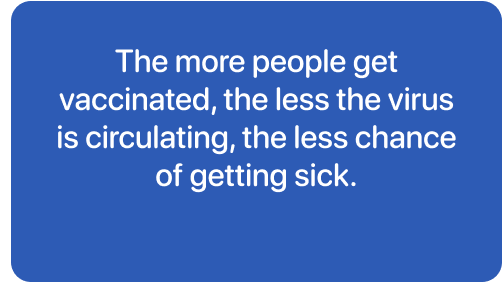 The more people get
vaccinated, the less the virus
is circulating, the less chance
of getting sick.